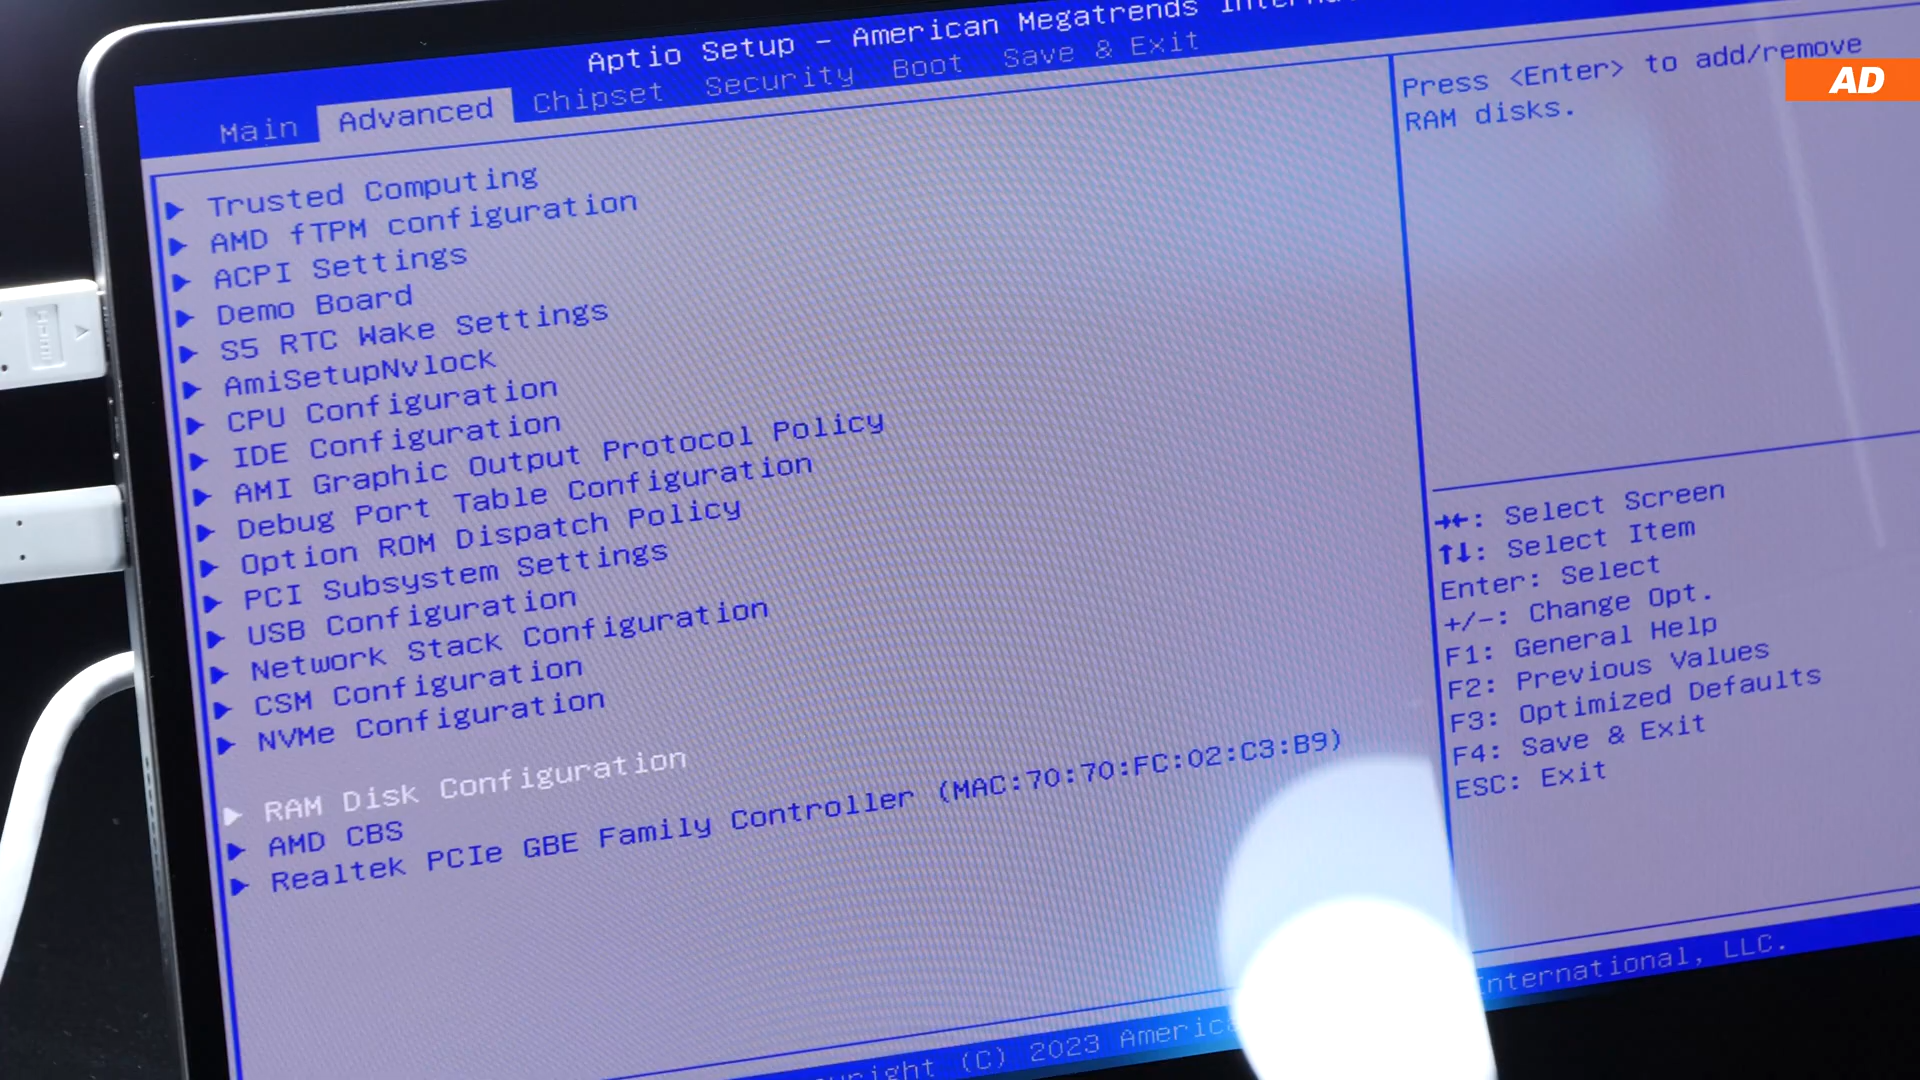 Aptio Setup – American Megatrends
Main Advanced Chipset Security Boot Save & Exit
Trusted Computing
AMD fTPM configuration
ACPI Settings
Demo Board
S5 RTC Wake Settings
AmiSetupNvlock
CPU Configuration
IDE Configuration
AMI Graphic Output Protocol Policy
Debug Port Table Configuration
Option ROM Dispatch Policy
PCI Subsystem Settings
USB Configuration
Network Stack Configuration
CSM Configuration
NVMe Configuration
RAM Disk Configuration
AMD CBS
Realtek PCIe GBE Family Controller (MAC:70:70:FC:02:C3:B9)
Press <Enter> to add/remove
RAM disks.
→←: Select Screen
↑↓: Select Item
Enter: Select
+/-: Change Opt.
F1: General Help
F2: Previous Values
F3: Optimized Defaults
F4: Save & Exit
ESC: Exit
(C) 2023 International, LLC.
AD
HDMI